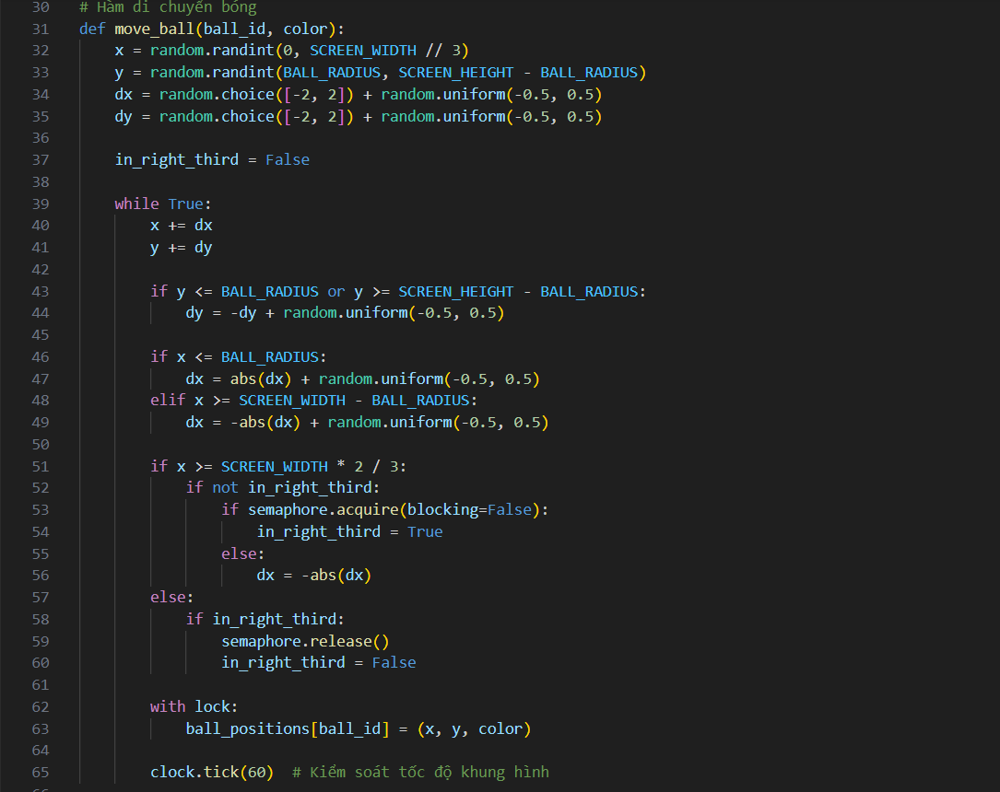 30 # Hàm di chuyển bóng
31 def move_ball(ball_id, color):
32     x = random.randint(0, SCREEN_WIDTH // 3)
33     y = random.randint(BALL_RADIUS, SCREEN_HEIGHT - BALL_RADIUS)
34     dx = random.choice([-2, 2]) + random.uniform(-0.5, 0.5)
35     dy = random.choice([-2, 2]) + random.uniform(-0.5, 0.5)
36
37     in_right_third = False
38
39     while True:
40         x += dx
41         y += dy
42
43         if y <= BALL_RADIUS or y >= SCREEN_HEIGHT - BALL_RADIUS:
44             dy = -dy + random.uniform(-0.5, 0.5)
45
46         if x <= BALL_RADIUS:
47             dx = abs(dx) + random.uniform(-0.5, 0.5)
48         elif x >= SCREEN_WIDTH - BALL_RADIUS:
49             dx = -abs(dx) + random.uniform(-0.5, 0.5)
50
51         if x >= SCREEN_WIDTH * 2 / 3:
52             if not in_right_third:
53                 if semaphore.acquire(blocking=False):
54                     in_right_third = True
55                 else:
56                     dx = -abs(dx)
57         else:
58             if in_right_third:
59                 semaphore.release()
60                 in_right_third = False
61
62         with lock:
63             ball_positions[ball_id] = (x, y, color)
64
65         clock.tick(60)  # Kiểm soát tốc độ khung hình